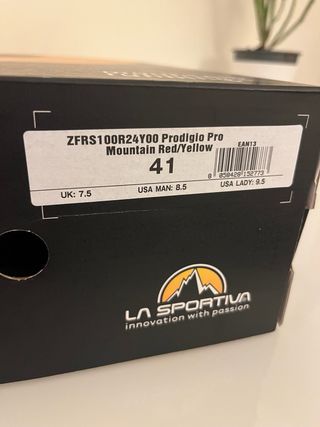 ZFRS100R24Y00 Prodigio Pro
Mountain Red/Yellow
EAN13
41
UK: 7.5
USA MAN: 8.5
USA LADY: 9.5
LA SPORTIVA
innovation with passion